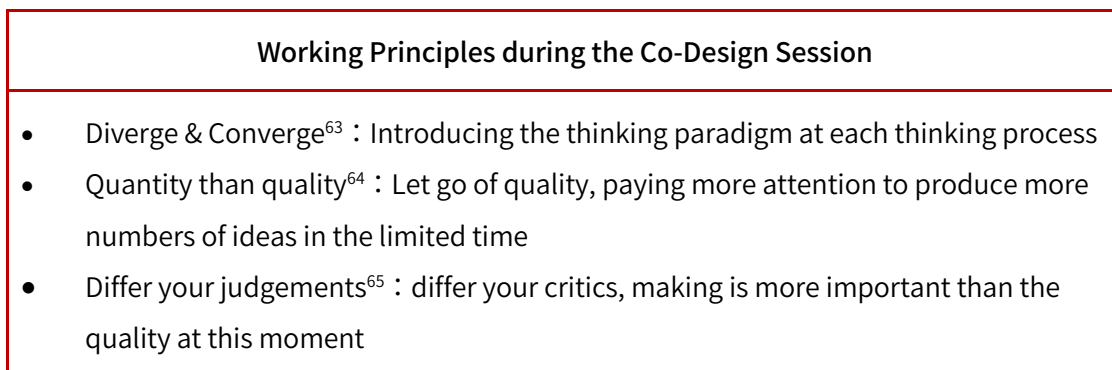 Working Principles during the Co-Design Session
• Diverge & Converge⁶³：Introducing the thinking paradigm at each thinking process
• Quantity than quality⁶⁴：Let go of quality, paying more attention to produce more
numbers of ideas in the limited time
• Differ your judgements⁶⁵：differ your critics, making is more important than the
quality at this moment